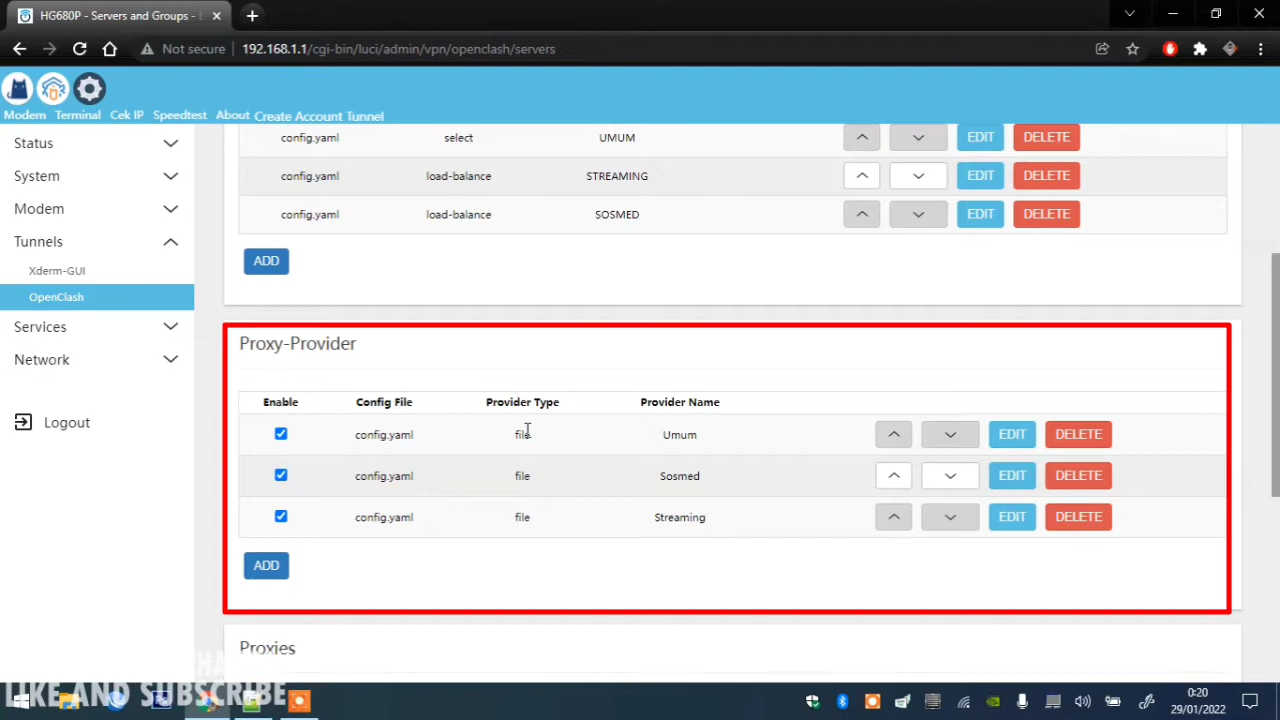 HG680P - Servers and Groups -
Not secure 192.168.1.1/cgi-bin/luci/admin/vpn/openclash/servers
Modem Terminal Cek IP Speedtest About Create Account Tunnel
Status
System
Modem
Tunnels
Xderm-GUI
OpenClash
Services
Network
Logout
config.yaml select UMUM EDIT DELETE
config.yaml load-balance STREAMING EDIT DELETE
config.yaml load-balance SOSMED EDIT DELETE
ADD
Proxy-Provider
Enable Config File Provider Type Provider Name
config.yaml file Umum EDIT DELETE
config.yaml file Sosmed EDIT DELETE
config.yaml file Streaming EDIT DELETE
ADD
Proxies
LIKE AND SUBSCRIBE
0:20
29/01/2022